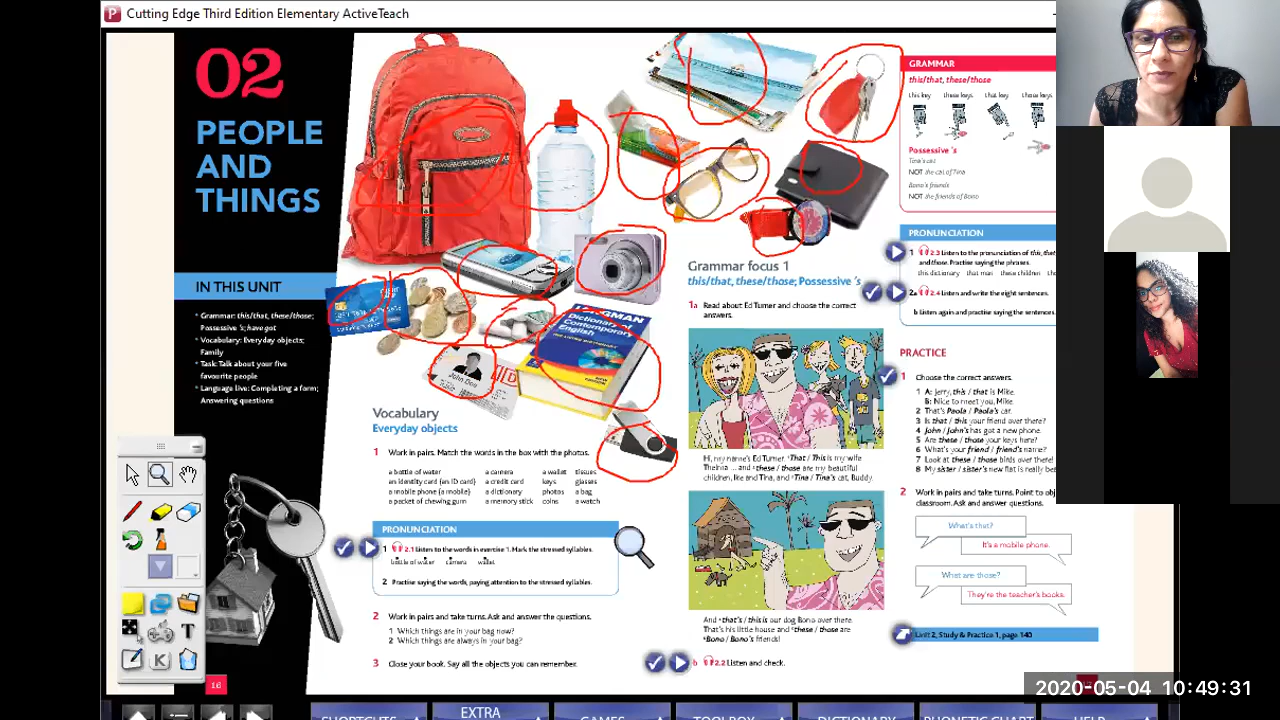 Cutting Edge Third Edition Elementary ActiveTeach
02
PEOPLE
AND
THINGS
IN THIS UNIT
Grammar: this/that, these/those;
Possessive 's; have got
Vocabulary: Everyday objects;
Family
Task: Talk about your five
favourite people
Language live: Completing a form;
Answering questions
LONGMAN
Dictionary of
Contemporary
English
John Doe
Vocabulary
Everyday objects
1 Work in pairs. Match the words in the box with the photos.
a bottle of water a camera a wallet tissues
an identity card (an ID card) a credit card keys glasses
a mobile phone (a mobile) a dictionary photos a bag
a packet of chewing gum a memory stick coins a watch
PRONUNCIATION
1 2.1 Listen to the words in exercise 1. Mark the stressed syllables.
bottle of water camera wallet
2 Practise saying the words, paying attention to the stressed syllables.
2 Work in pairs and take turns. Ask and answer the questions.
1 Which things are in your bag now?
2 Which things are always in your bag?
3 Close your book. Say all the objects you can remember.
16
Grammar focus 1
this/that, these/those; Possessive 's
1a Read about Ed Turner and choose the correct
answers.
Hi, my name's Ed Turner. That / This is my wife
Thelma ... and these / those are my beautiful
children, Ike and Tina, and Tina / Tina's cat, Buddy.
And that's / this is our dog Bono over there.
That's his little house and these / those are
Bono / Bono's friends!
b 2.2 Listen and check.
GRAMMAR
this/that, these/those
this key these keys that key those keys
Possessive 's
Tina's cat
NOT the cat of Tina
Bono's friends
NOT the friends of Bono
PRONUNCIATION
1 2.3 Listen to the pronunciation of this, that,
and those. Practise saying the phrases.
this dictionary that man these children
2a 2.4 Listen and write the eight sentences.
b Listen again and practise saying the sentences.
PRACTICE
1 Choose the correct answers.
1 A: Jerry, this / that is Mike.
B: Nice to meet you, Mike.
2 That's Paola / Paola's car.
3 Is that / this your friend over there?
4 John / John's has got a new phone.
5 Are these / those your keys here?
6 What's your friend / friend's name?
7 Look at these / those birds over there!
8 My sister / sister's new flat is really
2 Work in pairs and take turns. Point to
classroom. Ask and answer questions.
What's that?
It's a mobile phone.
What are those?
They're the teacher's books.
Unit 2, Study & Practice 1, page 140
T
K
2020-05-04 10:49:31
SHORTCUTS
EXTRA
GAMES
TOOLBOX
DICTIONARY
PHONETIC CHART
HELP